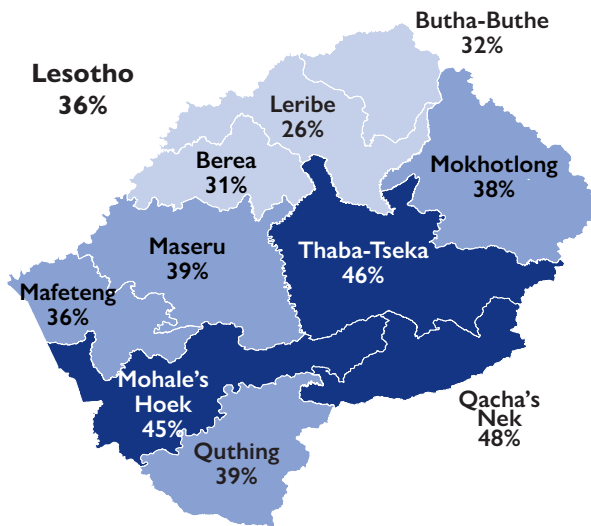 Butha-Buthe
32%
Lesotho
36%
Leribe
26%
Berea
31%
Mokhotlong
38%
Maseru
39%
Thaba-Tseka
46%
Mafeteng
36%
Mohale's
Hoek
45%
Qacha's
Nek
48%
Quthing
39%